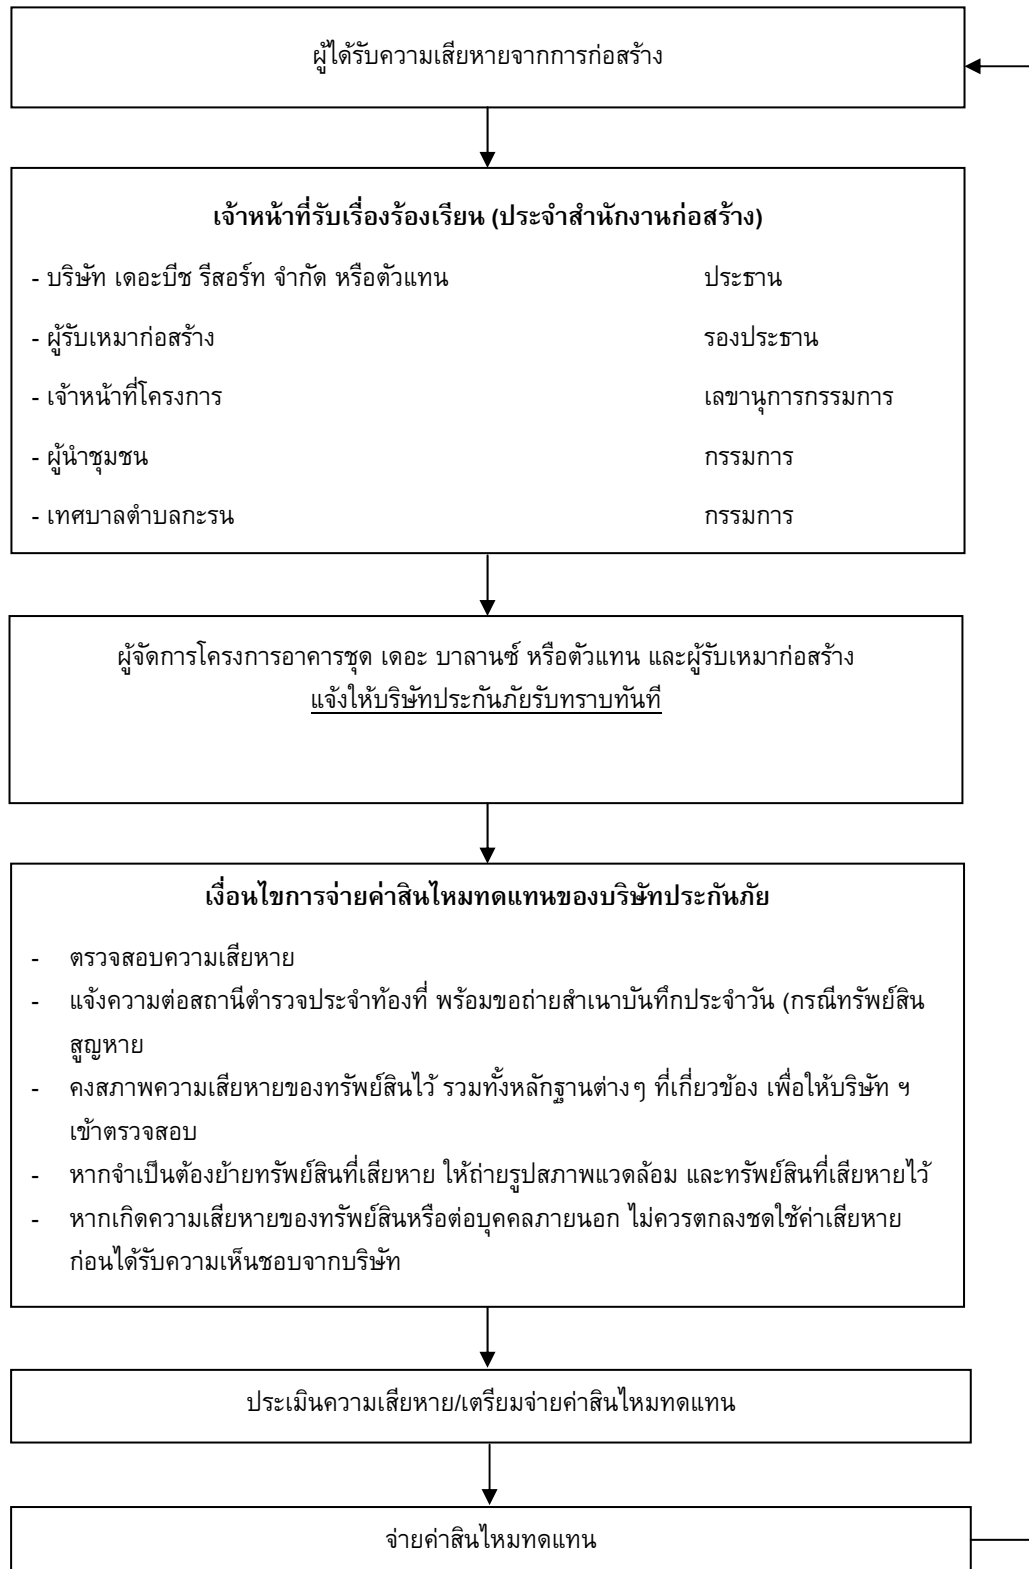 ผู้ได้รับความเสียหายจากการก่อสร้าง
เจ้าหน้าที่รับเรื่องร้องเรียน (ประจำสำนักงานก่อสร้าง)
- บริษัท เดอะบีช รีสอร์ท จำกัด หรือตัวแทน ประธาน
- ผู้รับเหมาก่อสร้าง รองประธาน
- เจ้าหน้าที่โครงการ เลขานุการกรรมการ
- ผู้นำชุมชน กรรมการ
- เทศบาลตำบลกะรน กรรมการ
ผู้จัดการโครงการอาคารชุด เดอะ บาลานซ์ หรือตัวแทน และผู้รับเหมาก่อสร้าง
แจ้งให้บริษัทประกันภัยรับทราบทันที
เงื่อนไขการจ่ายค่าสินไหมทดแทนของบริษัทประกันภัย
- ตรวจสอบความเสียหาย
- แจ้งความต่อสถานีตำรวจประจำท้องที่ พร้อมขอถ่ายสำเนาบันทึกประจำวัน (กรณีทรัพย์สิน
สูญหาย
- คงสภาพความเสียหายของทรัพย์สินไว้ รวมทั้งหลักฐานต่างๆ ที่เกี่ยวข้อง เพื่อให้บริษัท ฯ
เข้าตรวจสอบ
- หากจำเป็นต้องย้ายทรัพย์สินที่เสียหาย ให้ถ่ายรูปสภาพแวดล้อม และทรัพย์สินที่เสียหายไว้
- หากเกิดความเสียหายของทรัพย์สินหรือต่อบุคคลภายนอก ไม่ควรตกลงชดใช้ค่าเสียหาย
ก่อนได้รับความเห็นชอบจากบริษัท
ประเมินความเสียหาย/เตรียมจ่ายค่าสินไหมทดแทน
จ่ายค่าสินไหมทดแทน